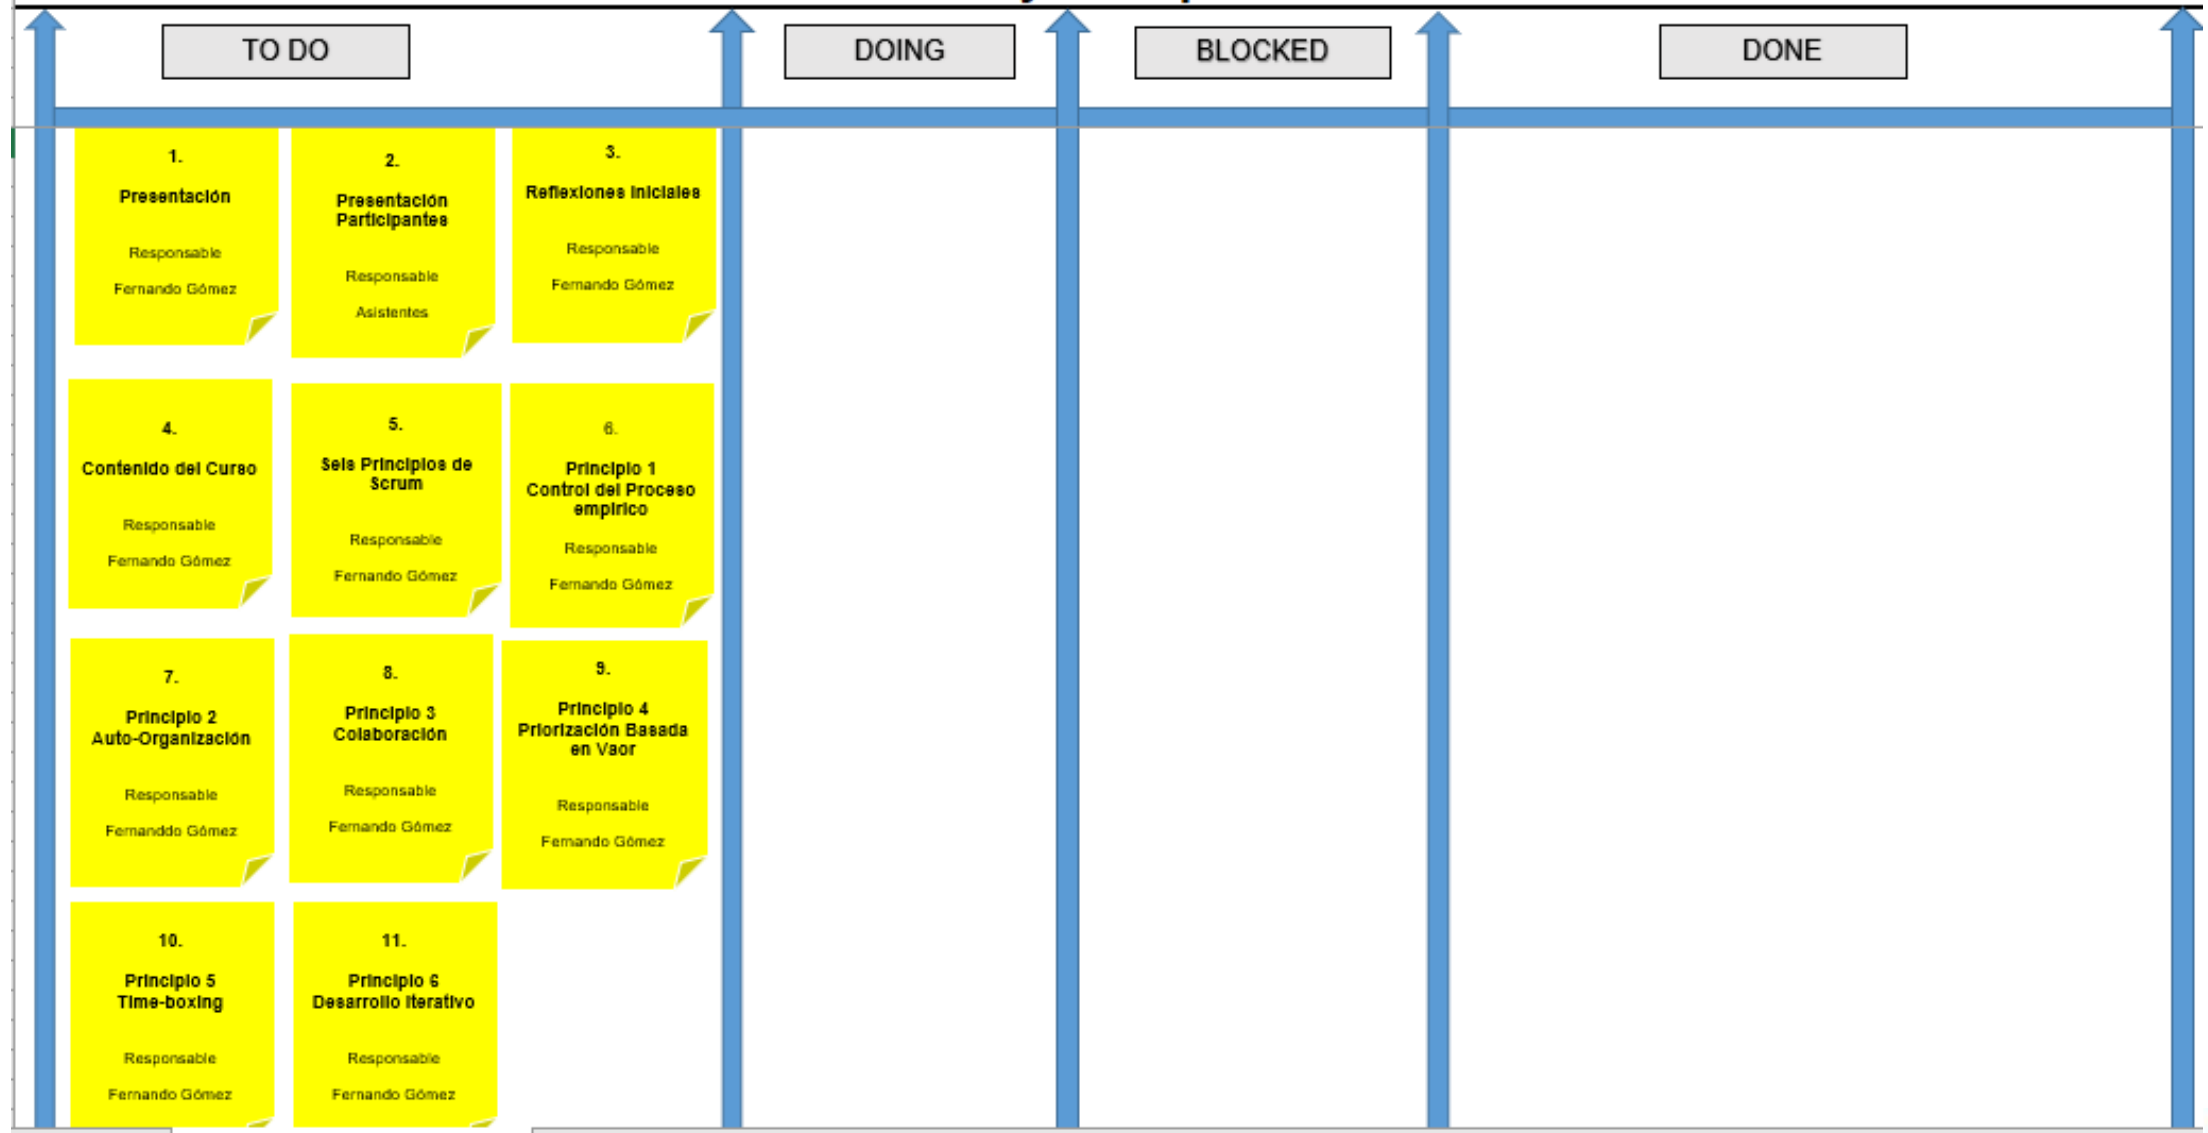 TO DO
DOING
BLOCKED
DONE
1.
Presentación
Responsable
Fernando Gómez
2.
Presentación
Participantes
Responsable
Asistentes
3.
Reflexiones Iniciales
Responsable
Fernando Gómez
4.
Contenido del Curso
Responsable
Fernando Gómez
5.
Seis Principios de
Scrum
Responsable
Fernando Gómez
6.
Principio 1
Control del Proceso
empírico
Responsable
Fernando Gómez
7.
Principio 2
Auto-Organización
Responsable
Fernanddo Gómez
8.
Principio 3
Colaboración
Responsable
Fernando Gómez
9.
Principio 4
Priorización Basada
en Vaor
Responsable
Fernando Gómez
10.
Principio 5
Time-boxing
Responsable
Fernando Gómez
11.
Principio 6
Desarrollo Iterativo
Responsable
Fernando Gómez